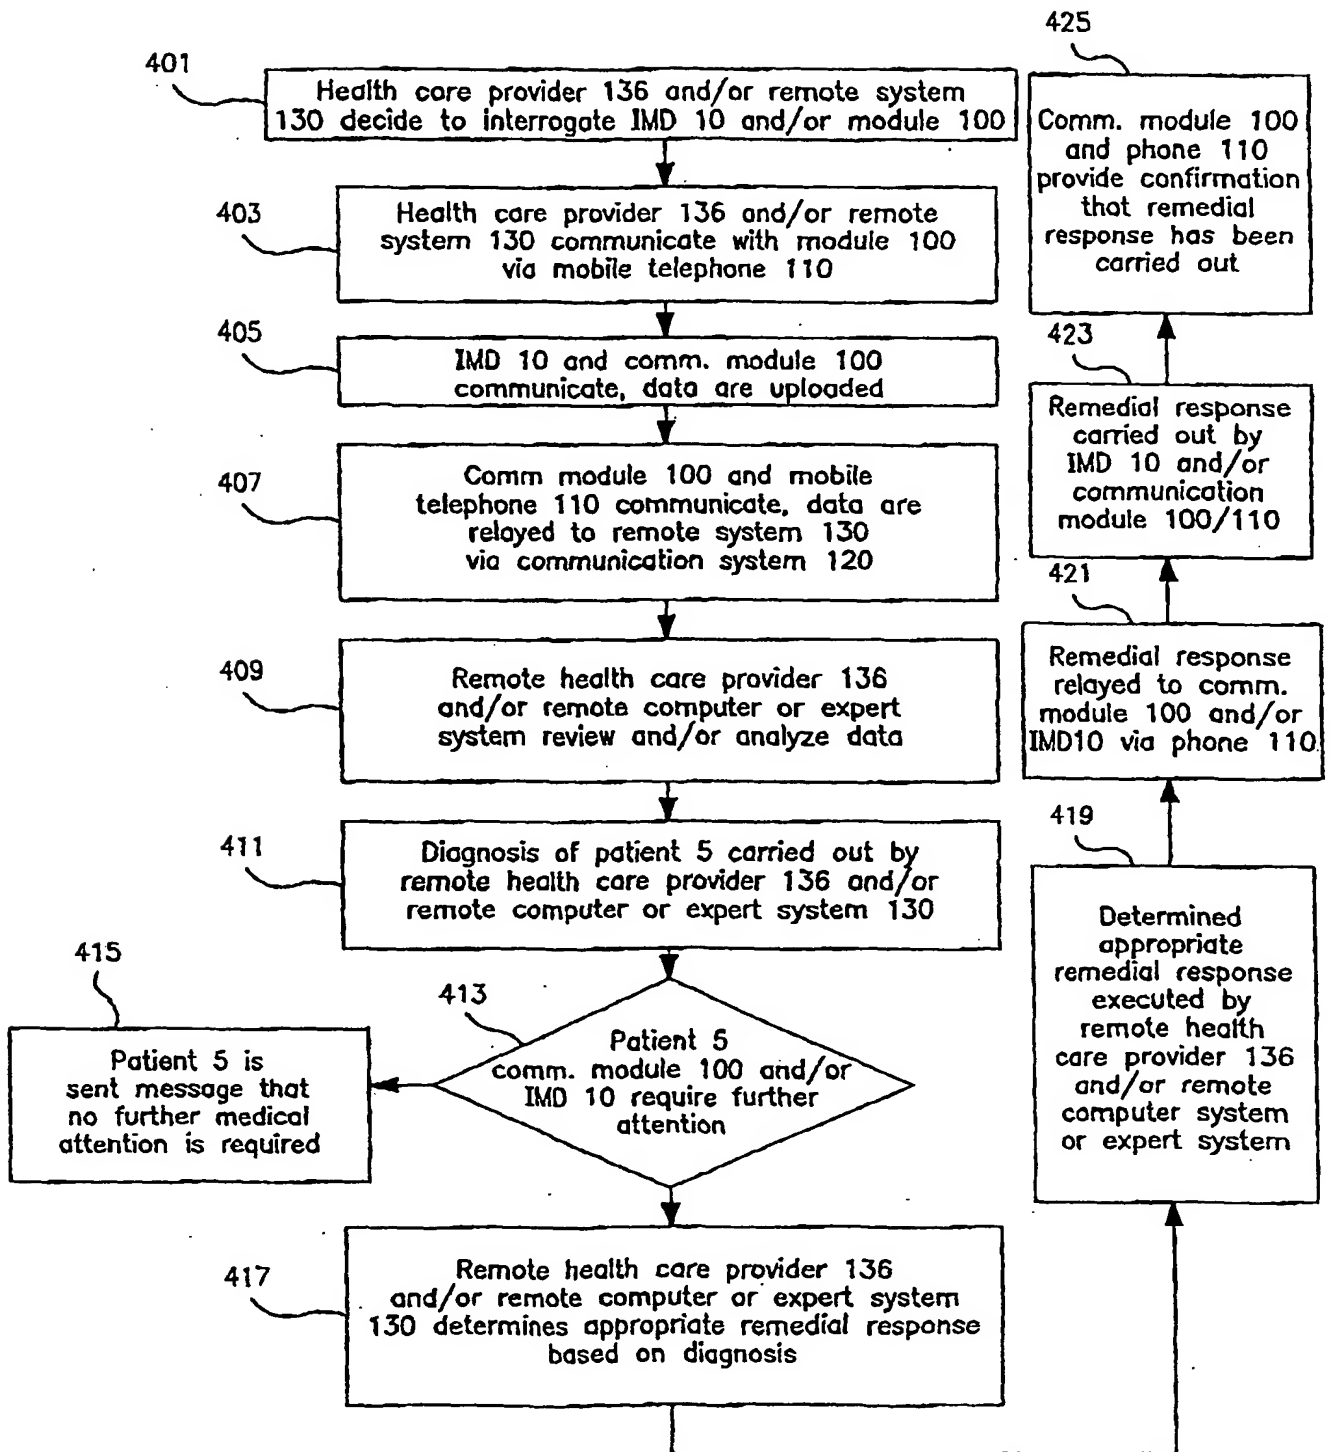 401
Health care provider 136 and/or remote system
130 decide to interrogate IMD 10 and/or module 100
403
Health care provider 136 and/or remote
system 130 communicate with module 100
via mobile telephone 110
405
IMD 10 and comm. module 100
communicate, data are uploaded
407
Comm module 100 and mobile
telephone 110 communicate, data are
relayed to remote system 130
via communication system 120
409
Remote health care provider 136
and/or remote computer or expert
system review and/or analyze data
411
Diagnosis of patient 5 carried out by
remote health care provider 136 and/or
remote computer or expert system 130
413
Patient 5
comm. module 100 and/or
IMD 10 require further
attention
415
Patient 5 is
sent message that
no further medical
attention is required
417
Remote health care provider 136
and/or remote computer or expert system
130 determines appropriate remedial response
based on diagnosis
419
Determined
appropriate
remedial response
executed by
remote health
care provider 136
and/or remote
computer system
or expert system
421
Remedial response
relayed to comm.
module 100 and/or
IMD10 via phone 110
423
Remedial response
carried out by
IMD 10 and/or
communication
module 100/110
425
Comm. module 100
and phone 110
provide confirmation
that remedial
response has been
carried out